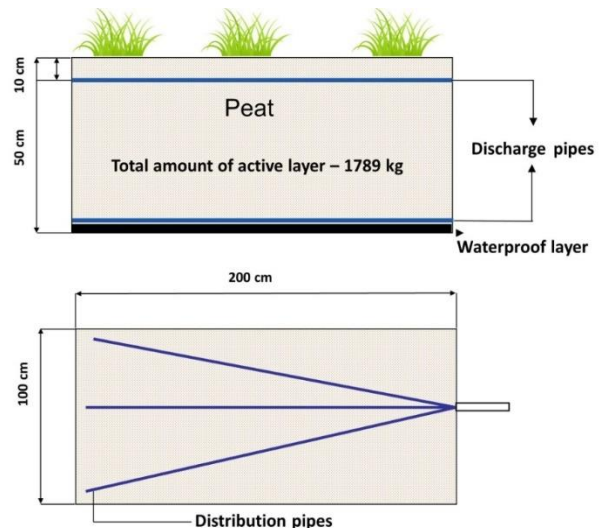 10 cm
50 cm
Peat
Total amount of active layer – 1789 kg
Discharge pipes
Waterproof layer
200 cm
100 cm
Distribution pipes